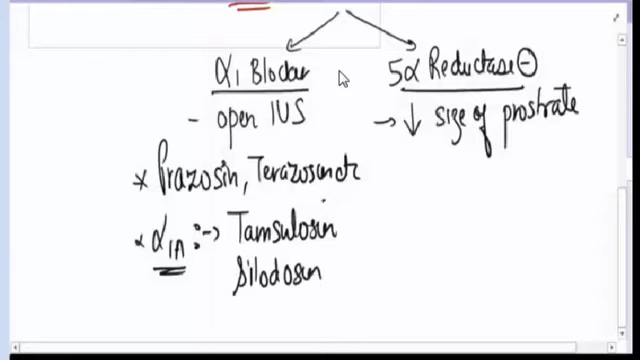 α1 Blocker
- open IUS
* Prazosin, Terazosin etc
* α1A :-> Tamsulosin
Silodosin
5α Reductase ⊖
→ ↓ size of prostrate